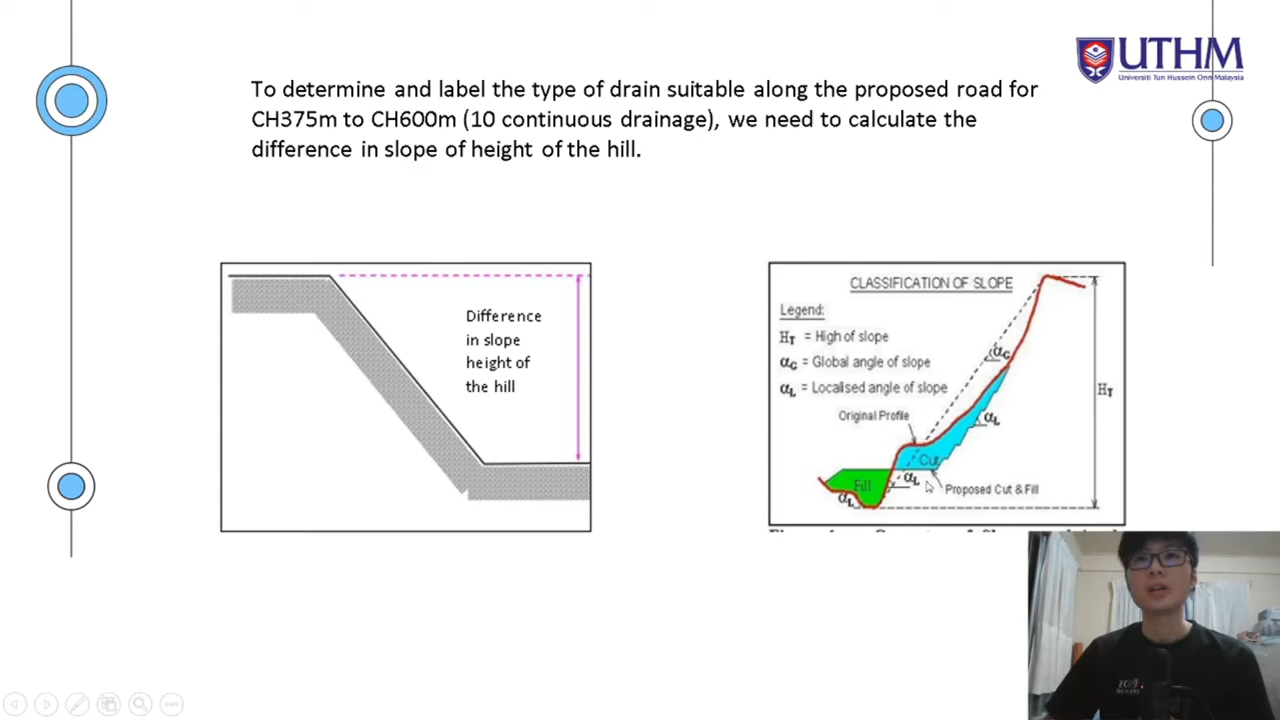 UTHM
Universiti Tun Hussein Onn Malaysia
To determine and label the type of drain suitable along the proposed road for
CH375m to CH600m (10 continuous drainage), we need to calculate the
difference in slope of height of the hill.
Difference
in slope
height of
the hill
CLASSIFICATION OF SLOPE
Legend:
H_T = High of slope
α_G = Global angle of slope
α_L = Localised angle of slope
α_G
H_T
Original Profile
α_L
Cut
Fill
α_L
Proposed Cut & Fill
α_L